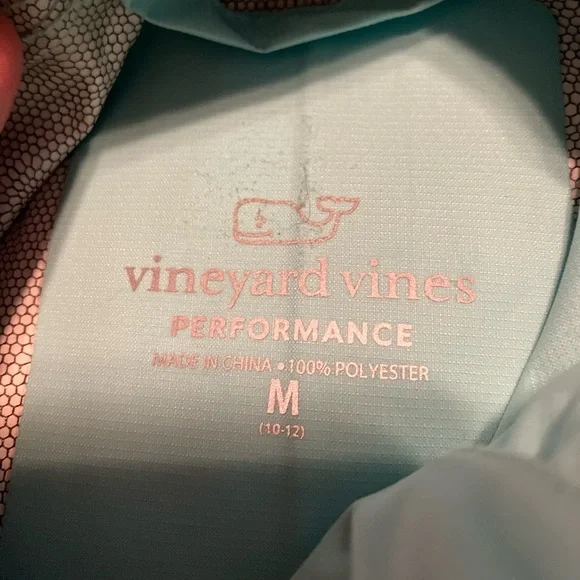 vineyard vines
PERFORMANCE
MADE IN CHINA • 100% POLYESTER
M
(10-12)